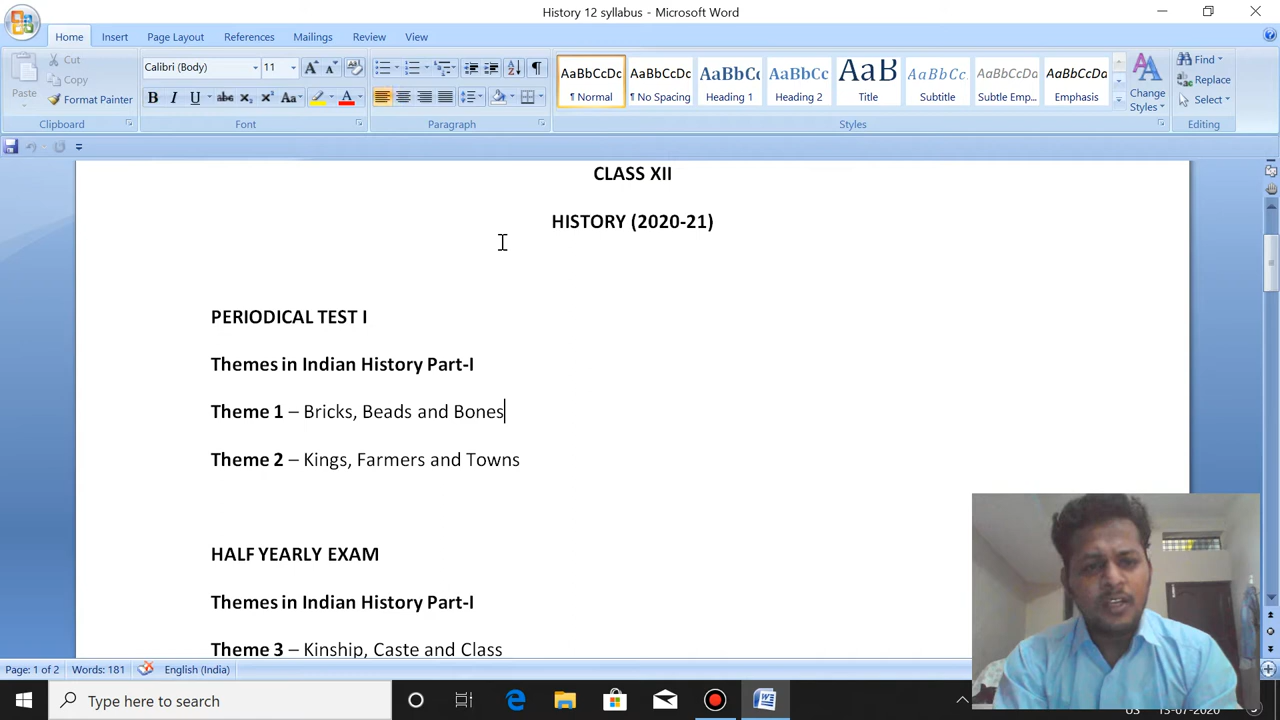 History 12 syllabus - Microsoft Word
Home Insert Page Layout References Mailings Review View
Cut
Copy
Paste
Format Painter
Clipboard
Calibri (Body) 11
Font
Paragraph
AaBbCcDc AaBbCcDc AaBbCc AaBbCc AaB AaBbCc. AaBbCcDa AaBbCcDa
¶ Normal ¶ No Spacing Heading 1 Heading 2 Title Subtitle Subtle Emp... Emphasis
Change Styles
Styles
Find
Replace
Select
Editing
CLASS XII
HISTORY (2020-21)
PERIODICAL TEST I
Themes in Indian History Part-I
Theme 1 – Bricks, Beads and Bones
Theme 2 – Kings, Farmers and Towns
HALF YEARLY EXAM
Themes in Indian History Part-I
Theme 3 – Kinship, Caste and Class
Page: 1 of 2 Words: 181 English (India)
Type here to search
US 13-07-2020